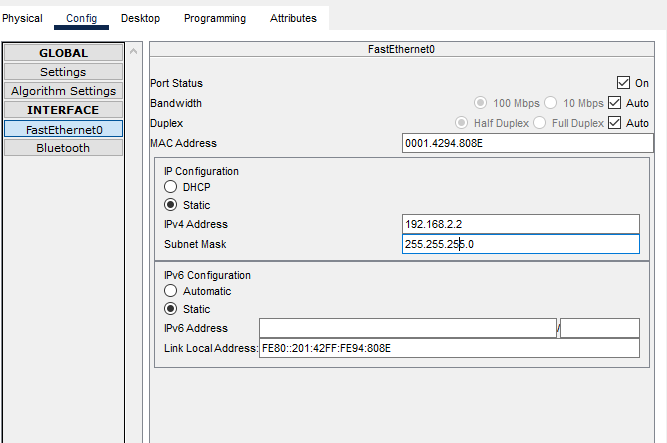 Physical Config Desktop Programming Attributes
GLOBAL
Settings
Algorithm Settings
INTERFACE
FastEthernet0
Bluetooth
FastEthernet0
Port Status On
Bandwidth 100 Mbps 10 Mbps Auto
Duplex Half Duplex Full Duplex Auto
MAC Address 0001.4294.808E
IP Configuration
DHCP
Static
IPv4 Address 192.168.2.2
Subnet Mask 255.255.255.0
IPv6 Configuration
Automatic
Static
IPv6 Address /
Link Local Address: FE80::201:42FF:FE94:808E